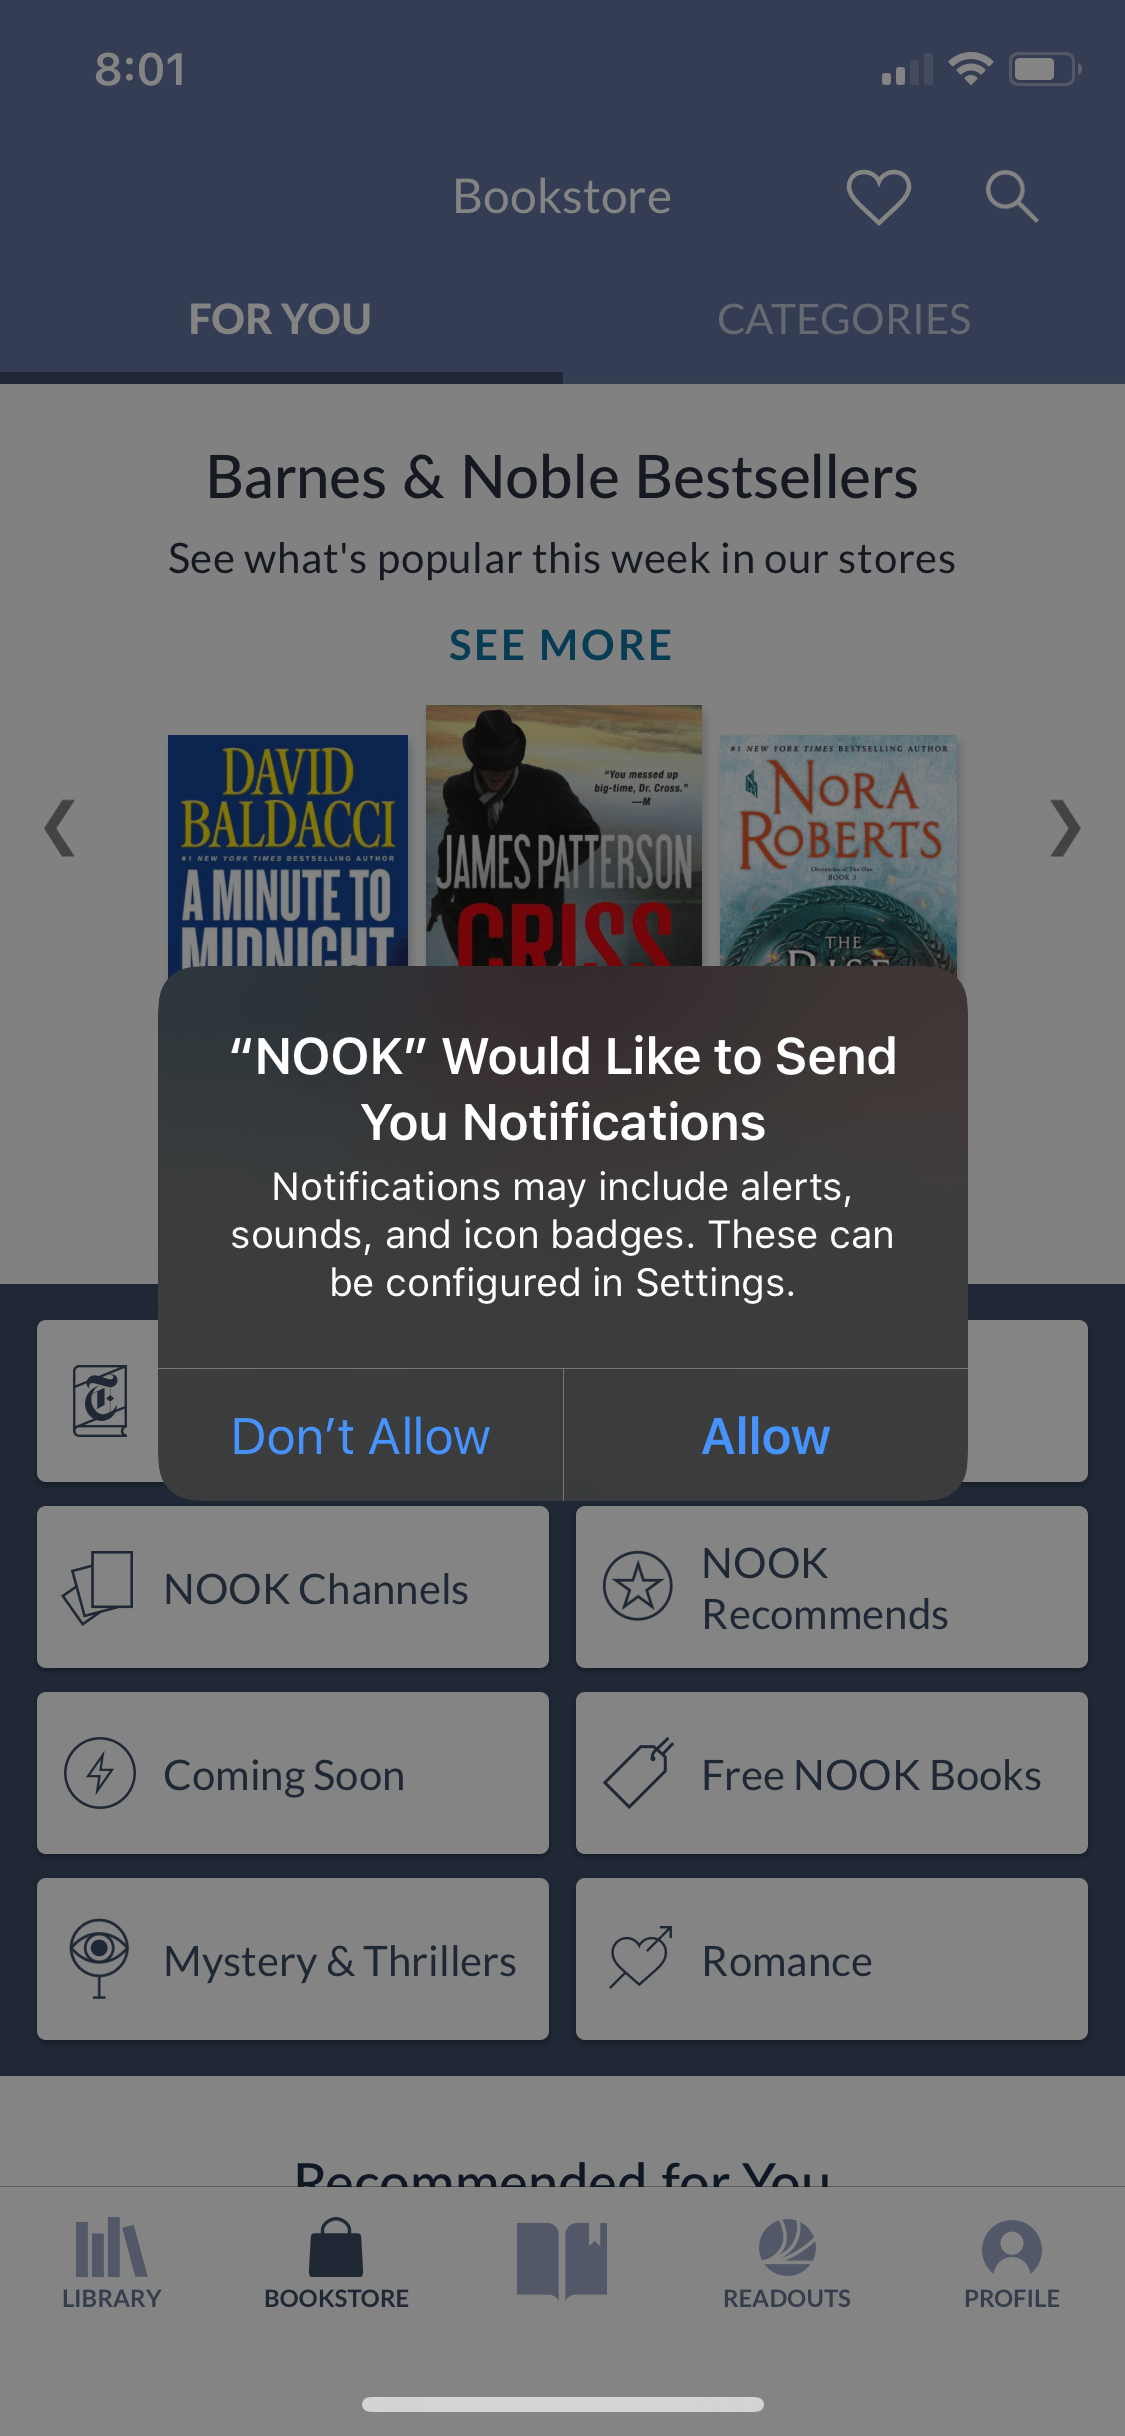 8:01
Bookstore
FOR YOU
CATEGORIES
Barnes & Noble Bestsellers
See what's popular this week in our stores
SEE MORE
DAVID
BALDACCI
#1 NEW YORK TIMES BESTSELLING AUTHOR
A MINUTE TO
MIDNIGHT
"You messed up
big-time, Dr. Cross."
—M
JAMES PATTERSON
CRISS
#1 NEW YORK TIMES BESTSELLING AUTHOR
NORA
ROBERTS
Chronicles of The One
BOOK 3
THE
RISE
“NOOK” Would Like to Send
You Notifications
Notifications may include alerts,
sounds, and icon badges. These can
be configured in Settings.
Don’t Allow
Allow
NOOK Channels
NOOK
Recommends
Coming Soon
Free NOOK Books
Mystery & Thrillers
Romance
Recommended for You
LIBRARY
BOOKSTORE
READOUTS
PROFILE